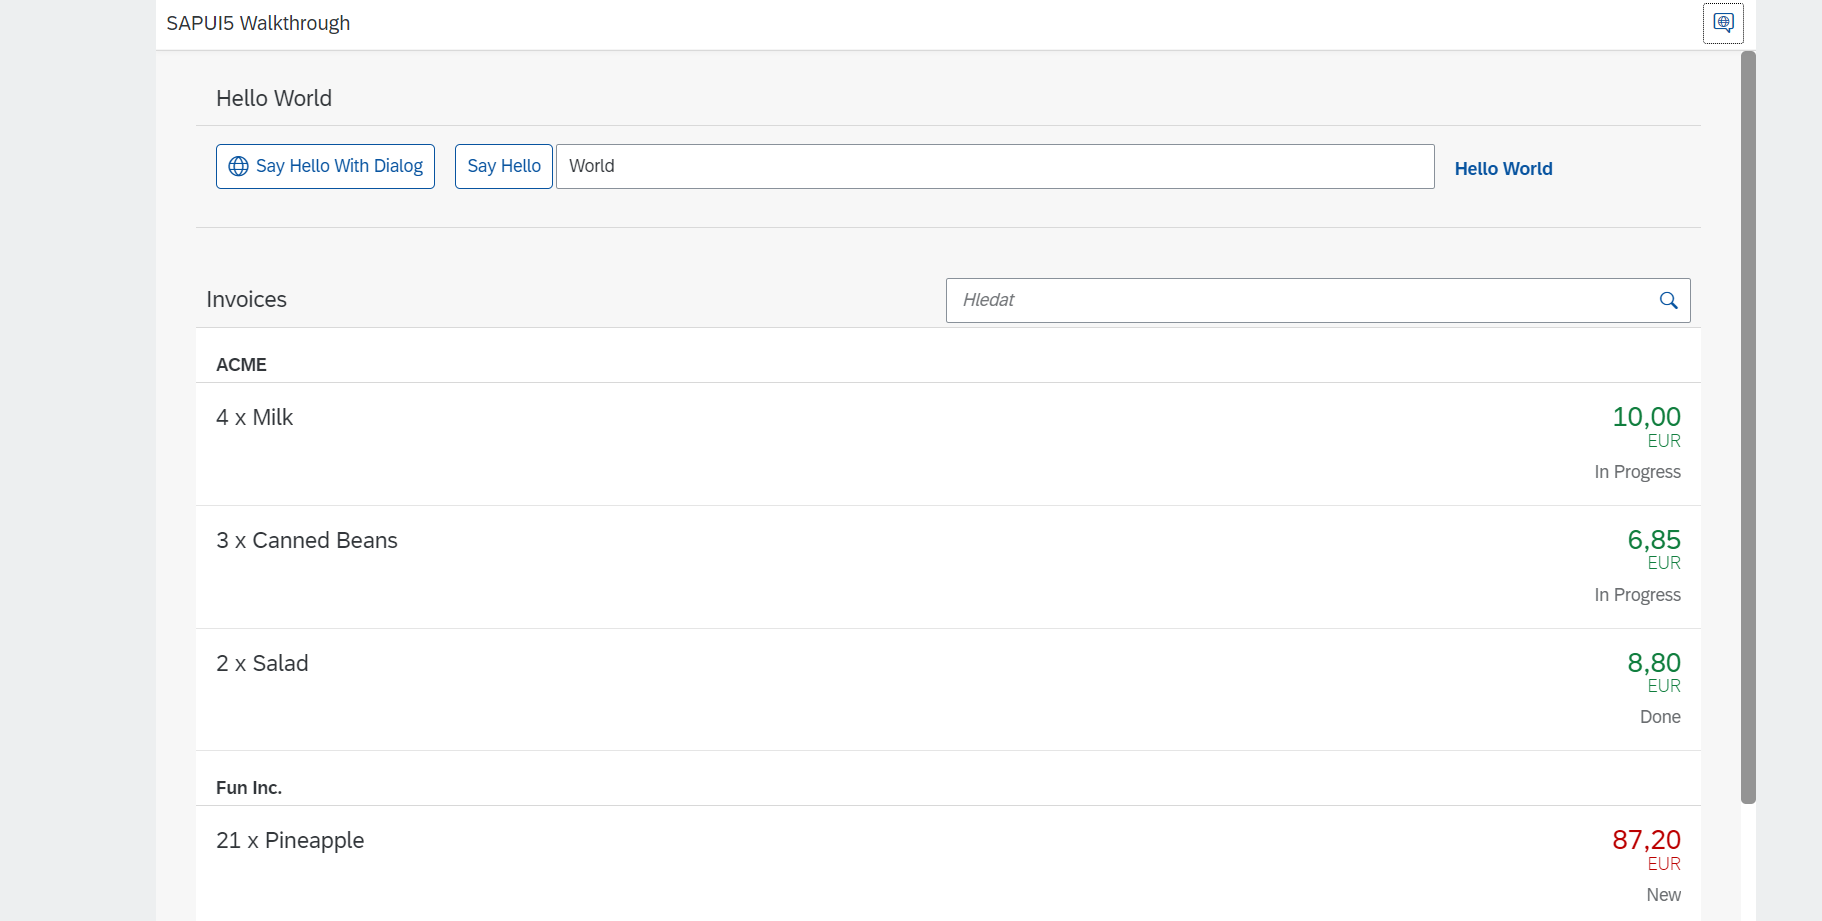 SAPUI5 Walkthrough
Hello World
Say Hello With Dialog
Say Hello
World
Hello World
Invoices
Hledat
ACME
4 x Milk
10,00
EUR
In Progress
3 x Canned Beans
6,85
EUR
In Progress
2 x Salad
8,80
EUR
Done
Fun Inc.
21 x Pineapple
87,20
EUR
New